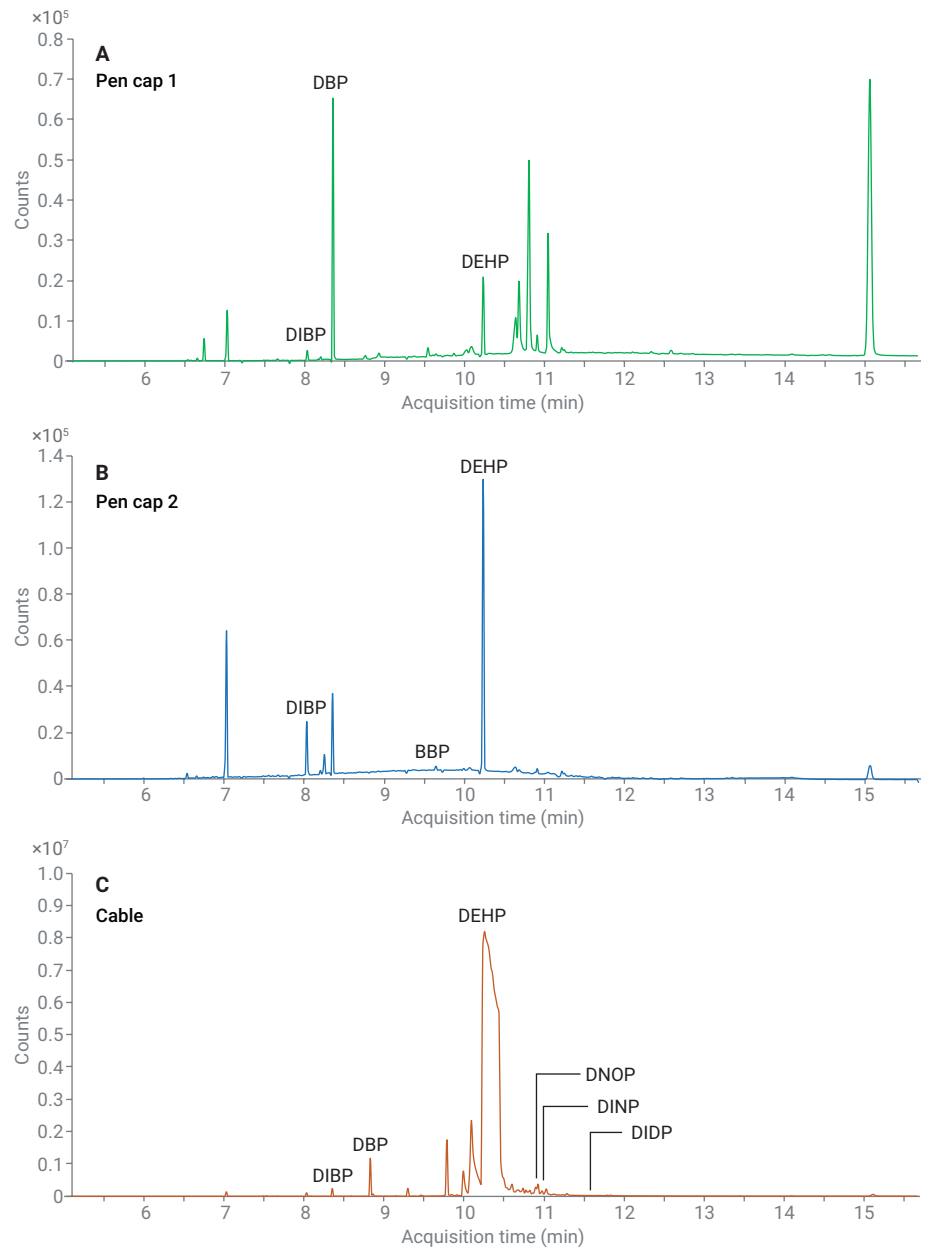 ×10⁵
A
Pen cap 1
0.8
0.7
0.6
0.5
0.4
0.3
0.2
0.1
0
Counts
DBP
DIBP
DEHP
6 7 8 9 10 11 12 13 14 15
Acquisition time (min)
×10⁵
B
Pen cap 2
1.4
1.2
1.0
0.8
0.6
0.4
0.2
0
Counts
DEHP
DIBP
BBP
6 7 8 9 10 11 12 13 14 15
Acquisition time (min)
×10⁷
C
Cable
1.0
0.9
0.8
0.7
0.6
0.5
0.4
0.3
0.2
0.1
0
Counts
DEHP
DNOP
DINP
DIDP
DBP
DIBP
6 7 8 9 10 11 12 13 14 15
Acquisition time (min)